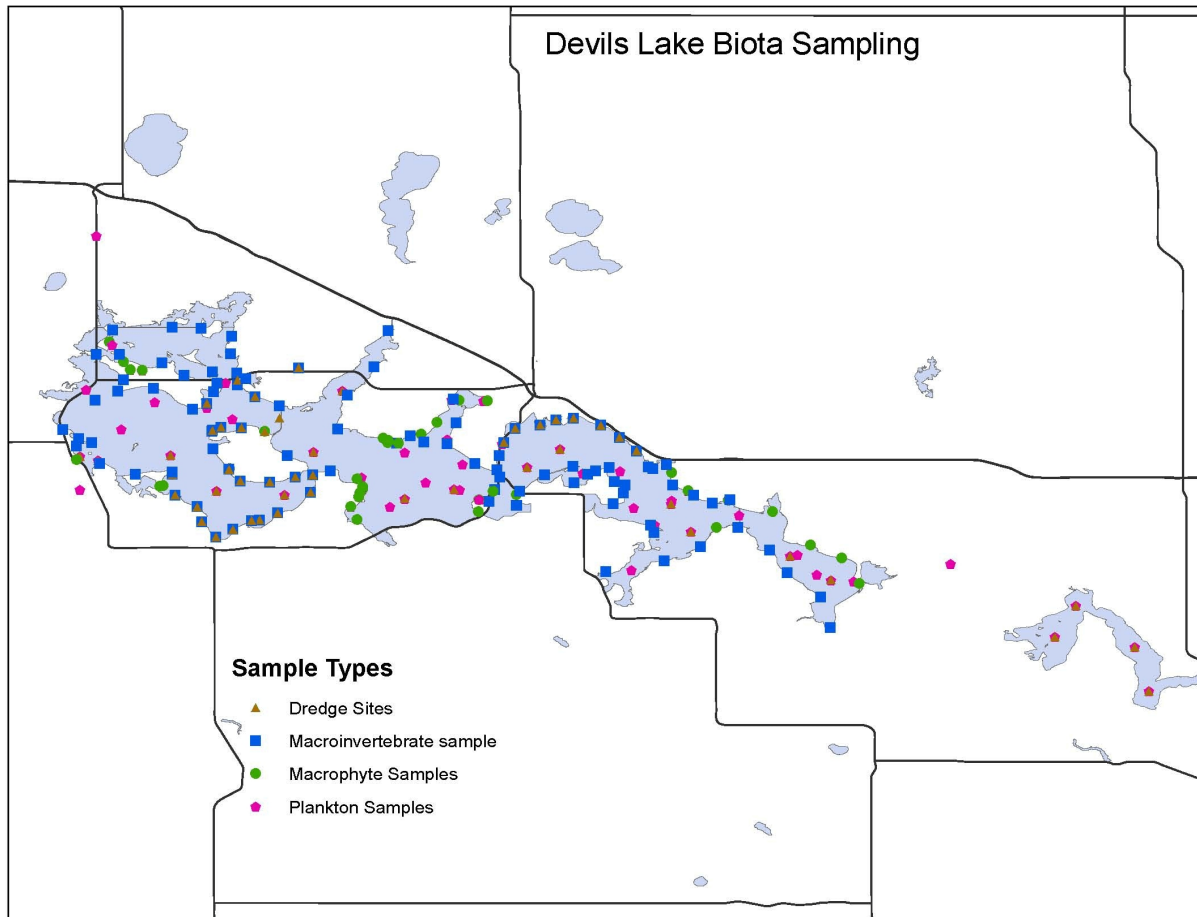 Devils Lake Biota Sampling
Sample Types
Dredge Sites
Macroinvertebrate sample
Macrophyte Samples
Plankton Samples